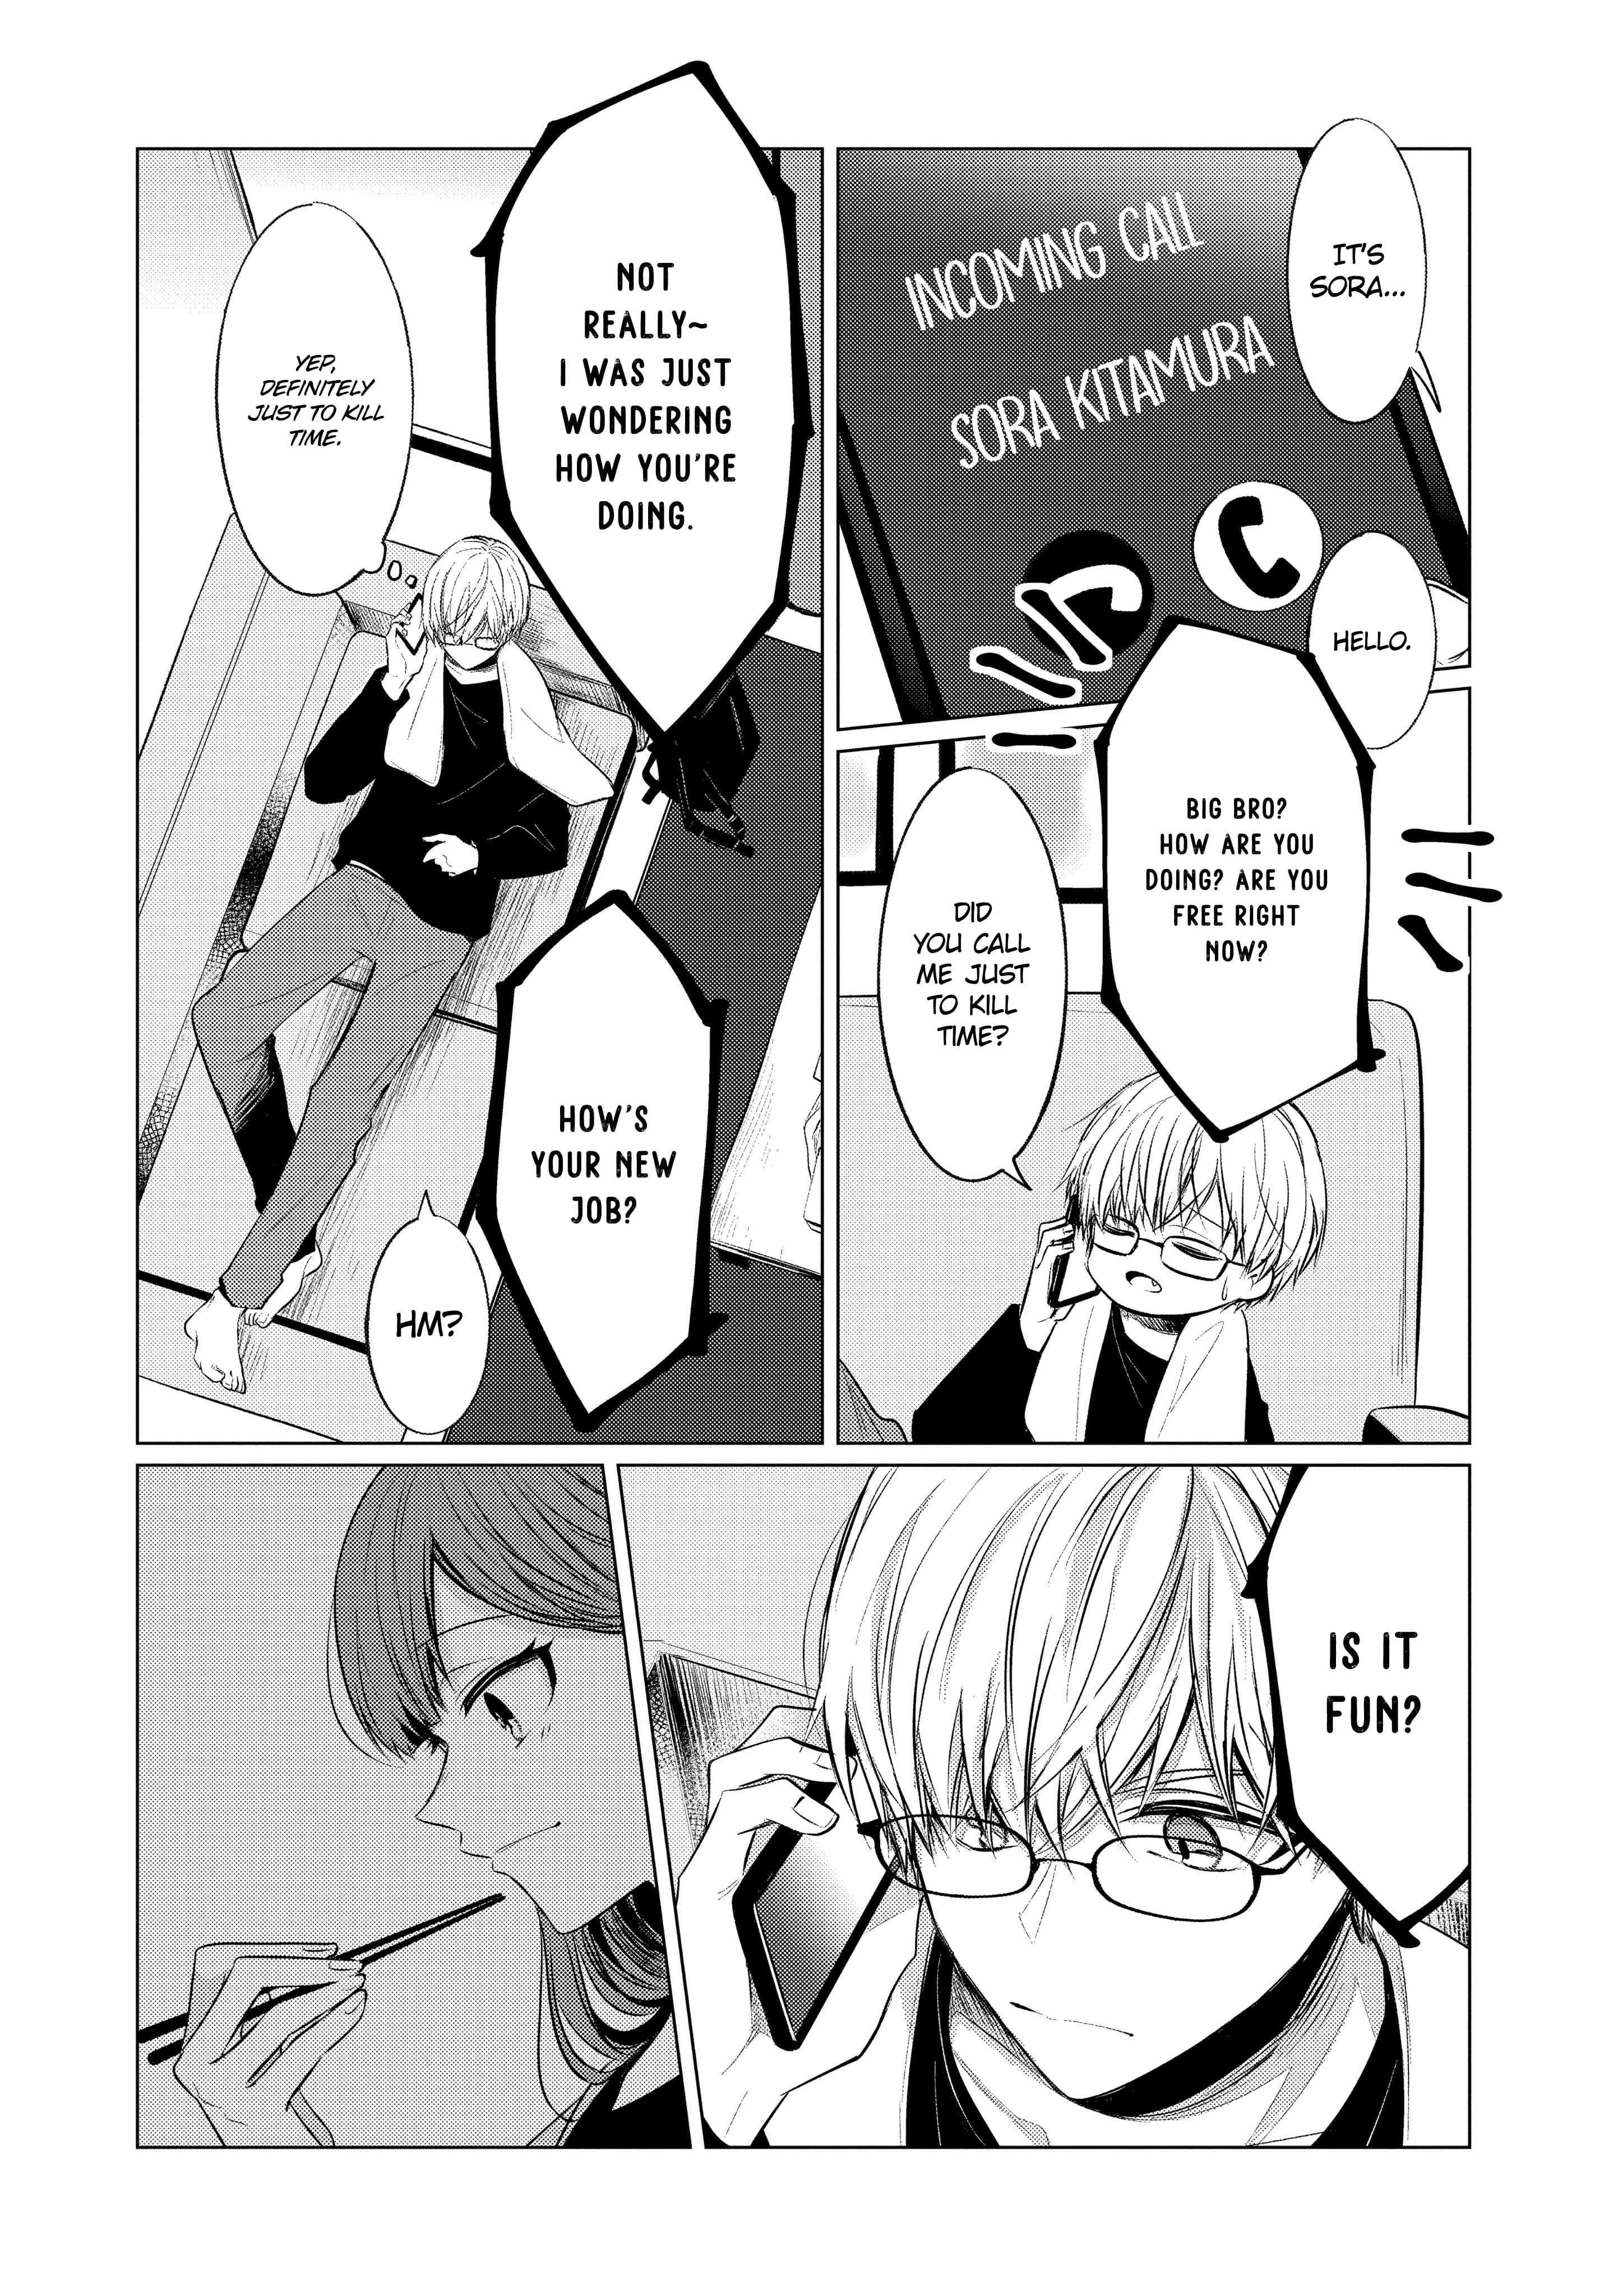 IT'S
SORA...
INCOMING CALL
SORA KITAMURA
HELLO.
BIG BRO?
HOW ARE YOU
DOING? ARE YOU
FREE RIGHT
NOW?
DID
YOU CALL
ME JUST
TO KILL
TIME?
NOT
REALLY~
I WAS JUST
WONDERING
HOW YOU'RE
DOING.
YEP,
DEFINITELY
JUST TO KILL
TIME.
HOW'S
YOUR NEW
JOB?
HM?
IS IT
FUN?